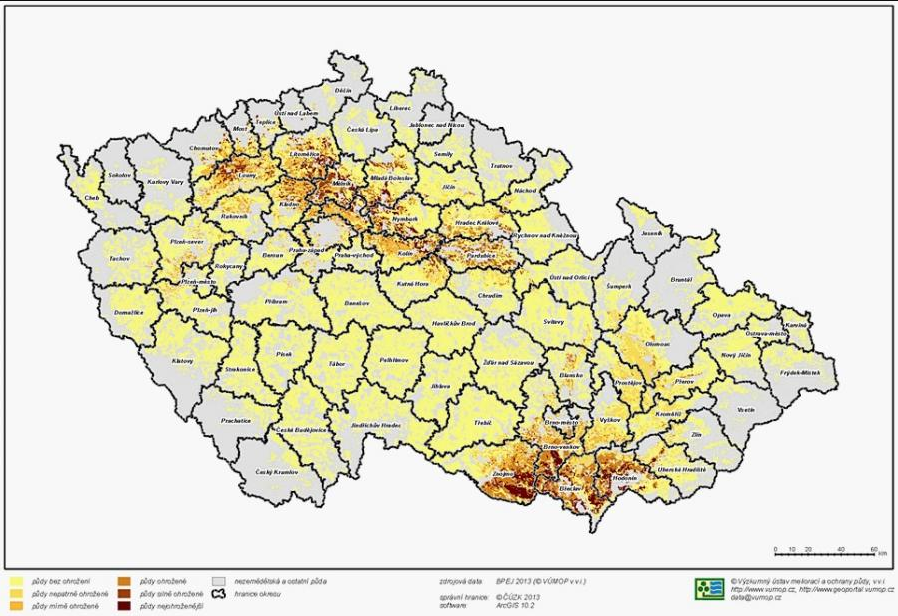 Děčín
Liberec
Ústí nad Labem
Teplice
Jablonec nad Nisou
Česká Lípa
Most
Chomutov
Litoměřice
Semily
Trutnov
Sokolov
Karlovy Vary
Louny
Mělník
Mladá Boleslav
Jičín
Náchod
Cheb
Kladno
Rakovník
Nymburk
Hradec Králové
Rychnov nad Kněžnou
Jeseník
Plzeň-sever
Praha-západ
Praha-východ
Kolín
Pardubice
Tachov
Rokycany
Beroun
Ústí nad Orlicí
Šumperk
Bruntál
Plzeň-město
Kutná Hora
Chrudim
Domažlice
Plzeň-jih
Příbram
Benešov
Havlíčkův Brod
Svitavy
Opava
Karviná
Ostrava-město
Olomouc
Nový Jičín
Klatovy
Strakonice
Písek
Tábor
Pelhřimov
Žďár nad Sázavou
Blansko
Prostějov
Přerov
Frýdek-Místek
Jihlava
Prachatice
České Budějovice
Jindřichův Hradec
Třebíč
Brno-město
Vyškov
Kroměříž
Vsetín
Zlín
Brno-venkov
Český Krumlov
Znojmo
Břeclav
Hodonín
Uherské Hradiště
0 10 20 40 60
km
půdy bez ohrožení
půdy nepatrně ohrožené
půdy mírně ohrožené
půdy ohrožené
půdy silně ohrožené
půdy nejohroženější
nezemědělská a ostatní půda
hranice okresu
zdrojová data BPEJ 2013 (© VÚMOP v.v.i.)
správní hranice: © ČÚZK 2013
software ArcGIS 10.2
© Výzkumný ústav meliorací a ochrany půdy, v.v.i.
http://www.vumop.cz, http://www.geoportal.vumop.cz
data@vumop.cz